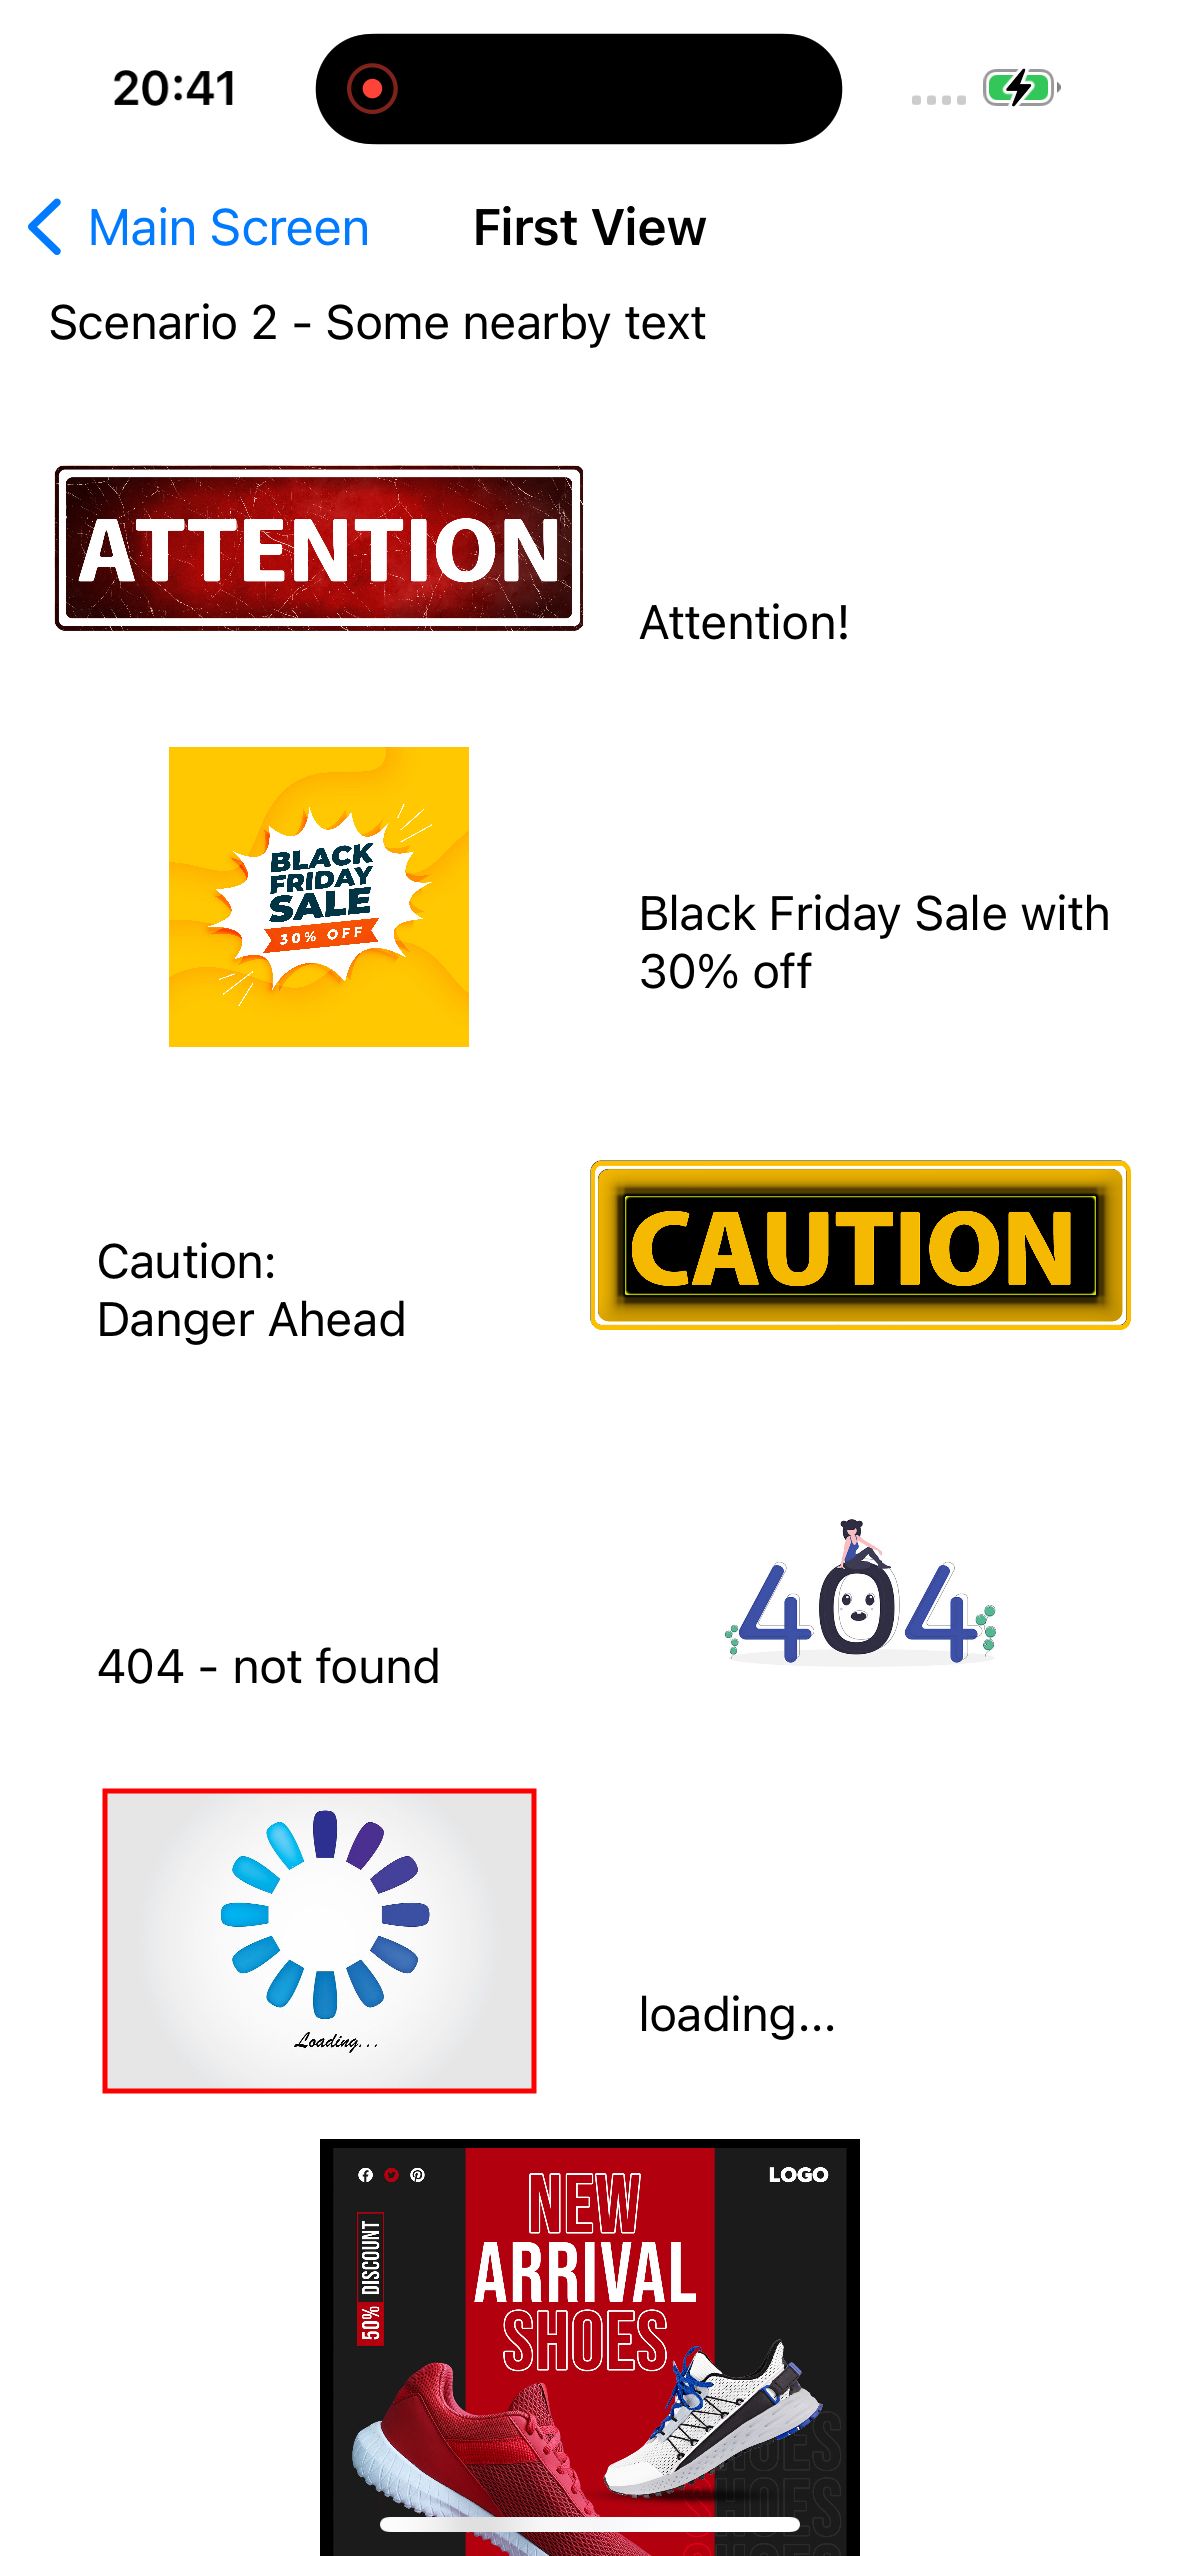 20:41
Main Screen
First View
Scenario 2 - Some nearby text
ATTENTION
Attention!
BLACK
FRIDAY
SALE
30% OFF
Black Friday Sale with
30% off
CAUTION
Caution:
Danger Ahead
404
404 - not found
Loading...
loading...
NEW
ARRIVAL
SHOES
LOGO
50% DISCOUNT
SHOES
SHOES